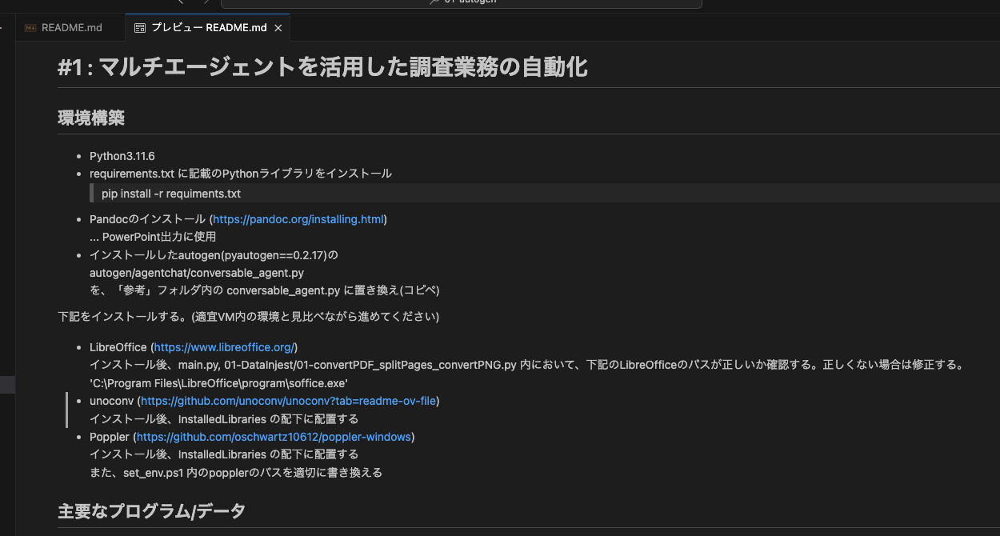 README.md
プレビュー README.md
#1 : マルチエージェントを活用した調査業務の自動化
環境構築
Python3.11.6
requirements.txt に記載のPythonライブラリをインストール
pip install -r requiments.txt
Pandocのインストール (https://pandoc.org/installing.html)
... PowerPoint出力に使用
インストールしたautogen(pyautogen==0.2.17)の
autogen/agentchat/conversable_agent.py
を、「参考」フォルダ内の conversable_agent.py に置き換え(コピペ)
下記をインストールする。(適宜VM内の環境と見比べながら進めてください)
LibreOffice (https://www.libreoffice.org/)
インストール後、main.py, 01-DataInjest/01-convertPDF_splitPages_convertPNG.py 内において、下記のLibreOfficeのパスが正しいか確認する。正しくない場合は修正する。
'C:\Program Files\LibreOffice\program\soffice.exe'
unoconv (https://github.com/unoconv/unoconv?tab=readme-ov-file)
インストール後、InstalledLibraries の配下に配置する
Poppler (https://github.com/oschwartz10612/poppler-windows)
インストール後、InstalledLibraries の配下に配置する
また、set_env.ps1 内のpopplerのパスを適切に書き換える
主要なプログラム/データ